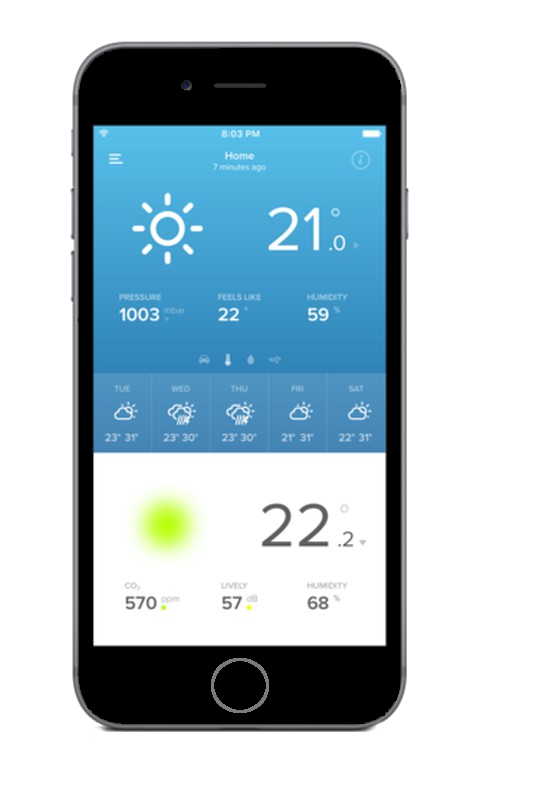 8:03 PM
Home
7 minutes ago
i
21°.0
PRESSURE FEELS LIKE HUMIDITY
1003 mbar 22° 59 %
TUE WED THU FRI SAT
23° 31° 23° 30° 23° 30° 21° 31° 22° 31°
22°.2
CO₂ LIVELY HUMIDITY
570 ppm 57 dB 68 %